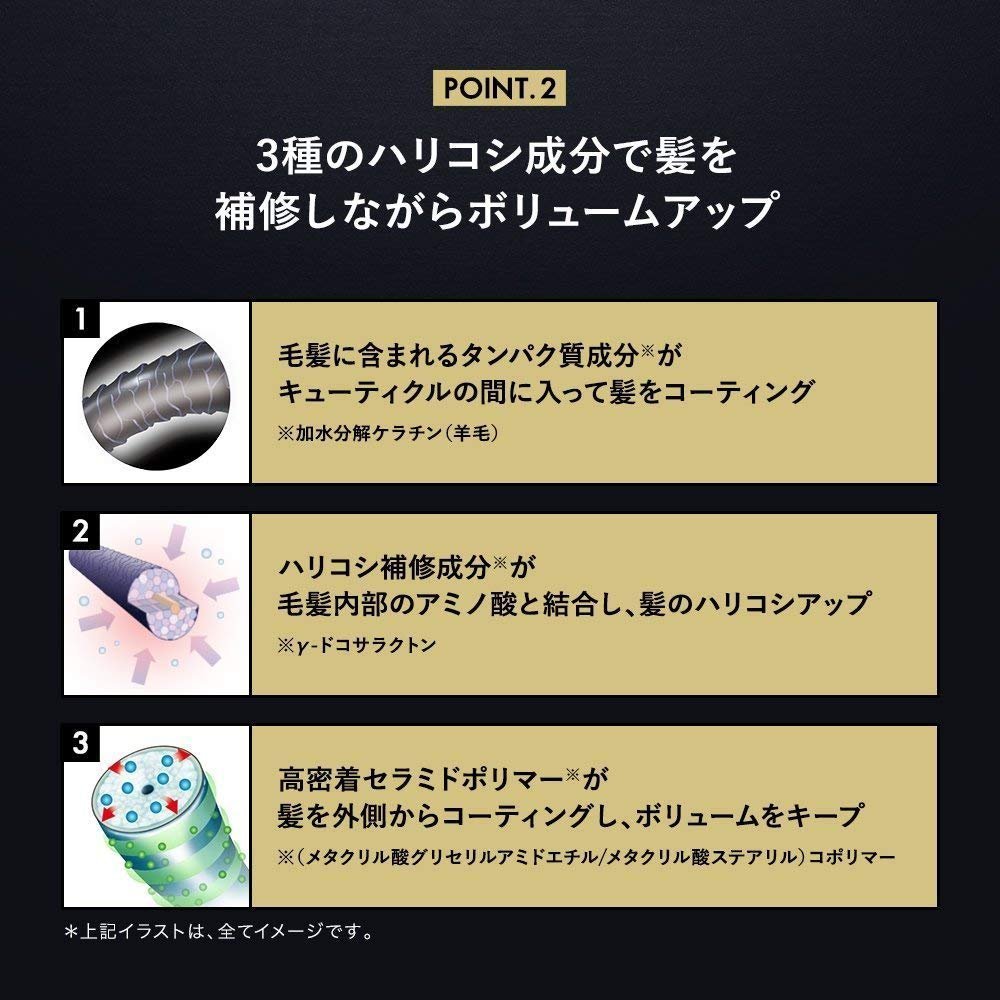 POINT.2
3種のハリコシ成分で髪を
補修しながらボリュームアップ
1
毛髪に含まれるタンパク質成分※が
キューティクルの間に入って髪をコーティング
※加水分解ケラチン(羊毛)
2
ハリコシ補修成分※が
毛髪内部のアミノ酸と結合し、髪のハリコシアップ
※γ-ドコサラクトン
3
高密着セラミドポリマー※が
髪を外側からコーティングし、ボリュームをキープ
※(メタクリル酸グリセリルアミドエチル/メタクリル酸ステアリル)コポリマー
*上記イラストは、全てイメージです。